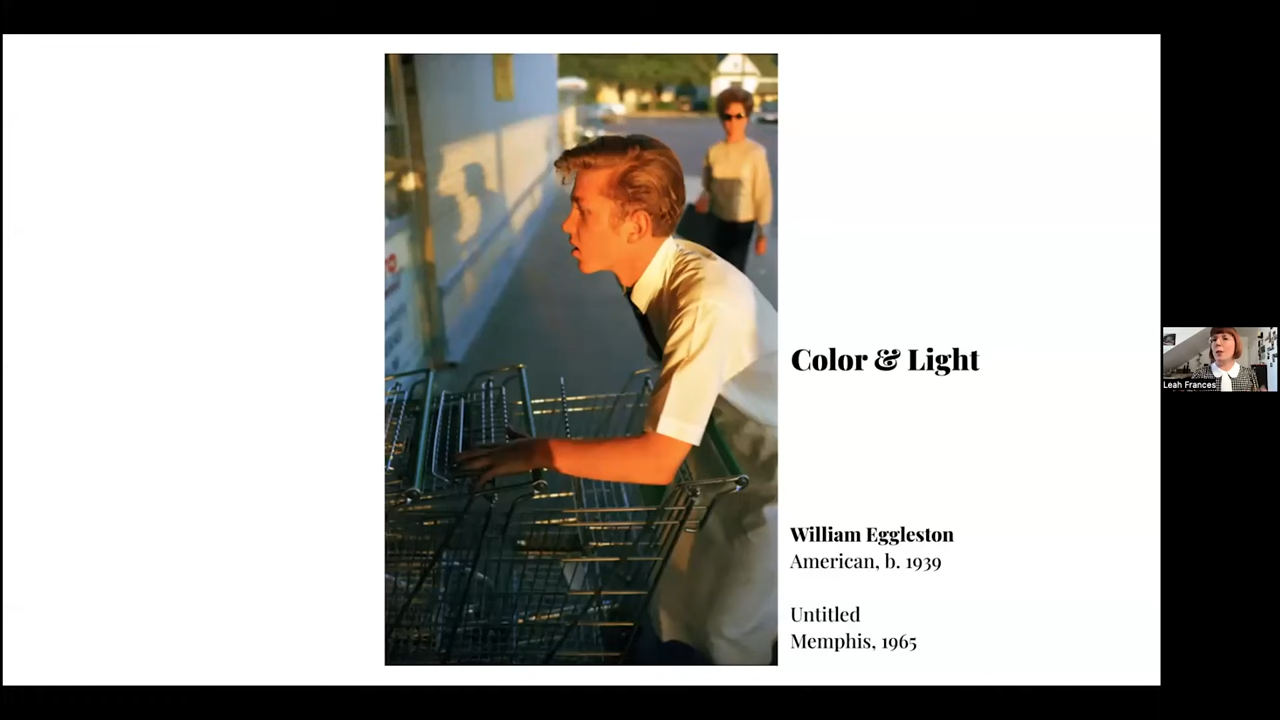 Color & Light
William Eggleston
American, b. 1939
Untitled
Memphis, 1965
Leah Frances